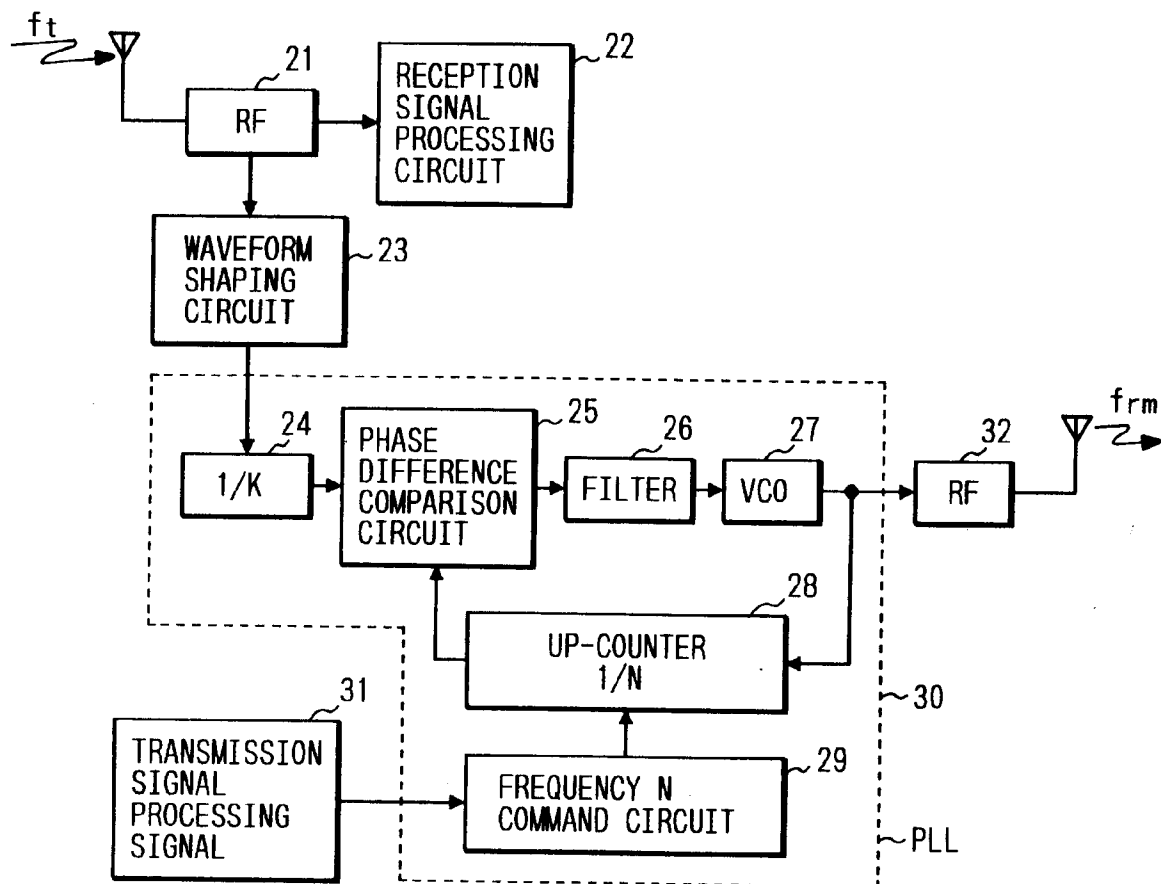 ft
21
RF
22
RECEPTION
SIGNAL
PROCESSING
CIRCUIT
WAVEFORM
SHAPING
CIRCUIT
23
24
1/K
25
PHASE
DIFFERENCE
COMPARISON
CIRCUIT
26
FILTER
27
VCO
32
RF
frm
28
UP-COUNTER
1/N
30
31
TRANSMISSION
SIGNAL
PROCESSING
SIGNAL
29
FREQUENCY N
COMMAND CIRCUIT
PLL